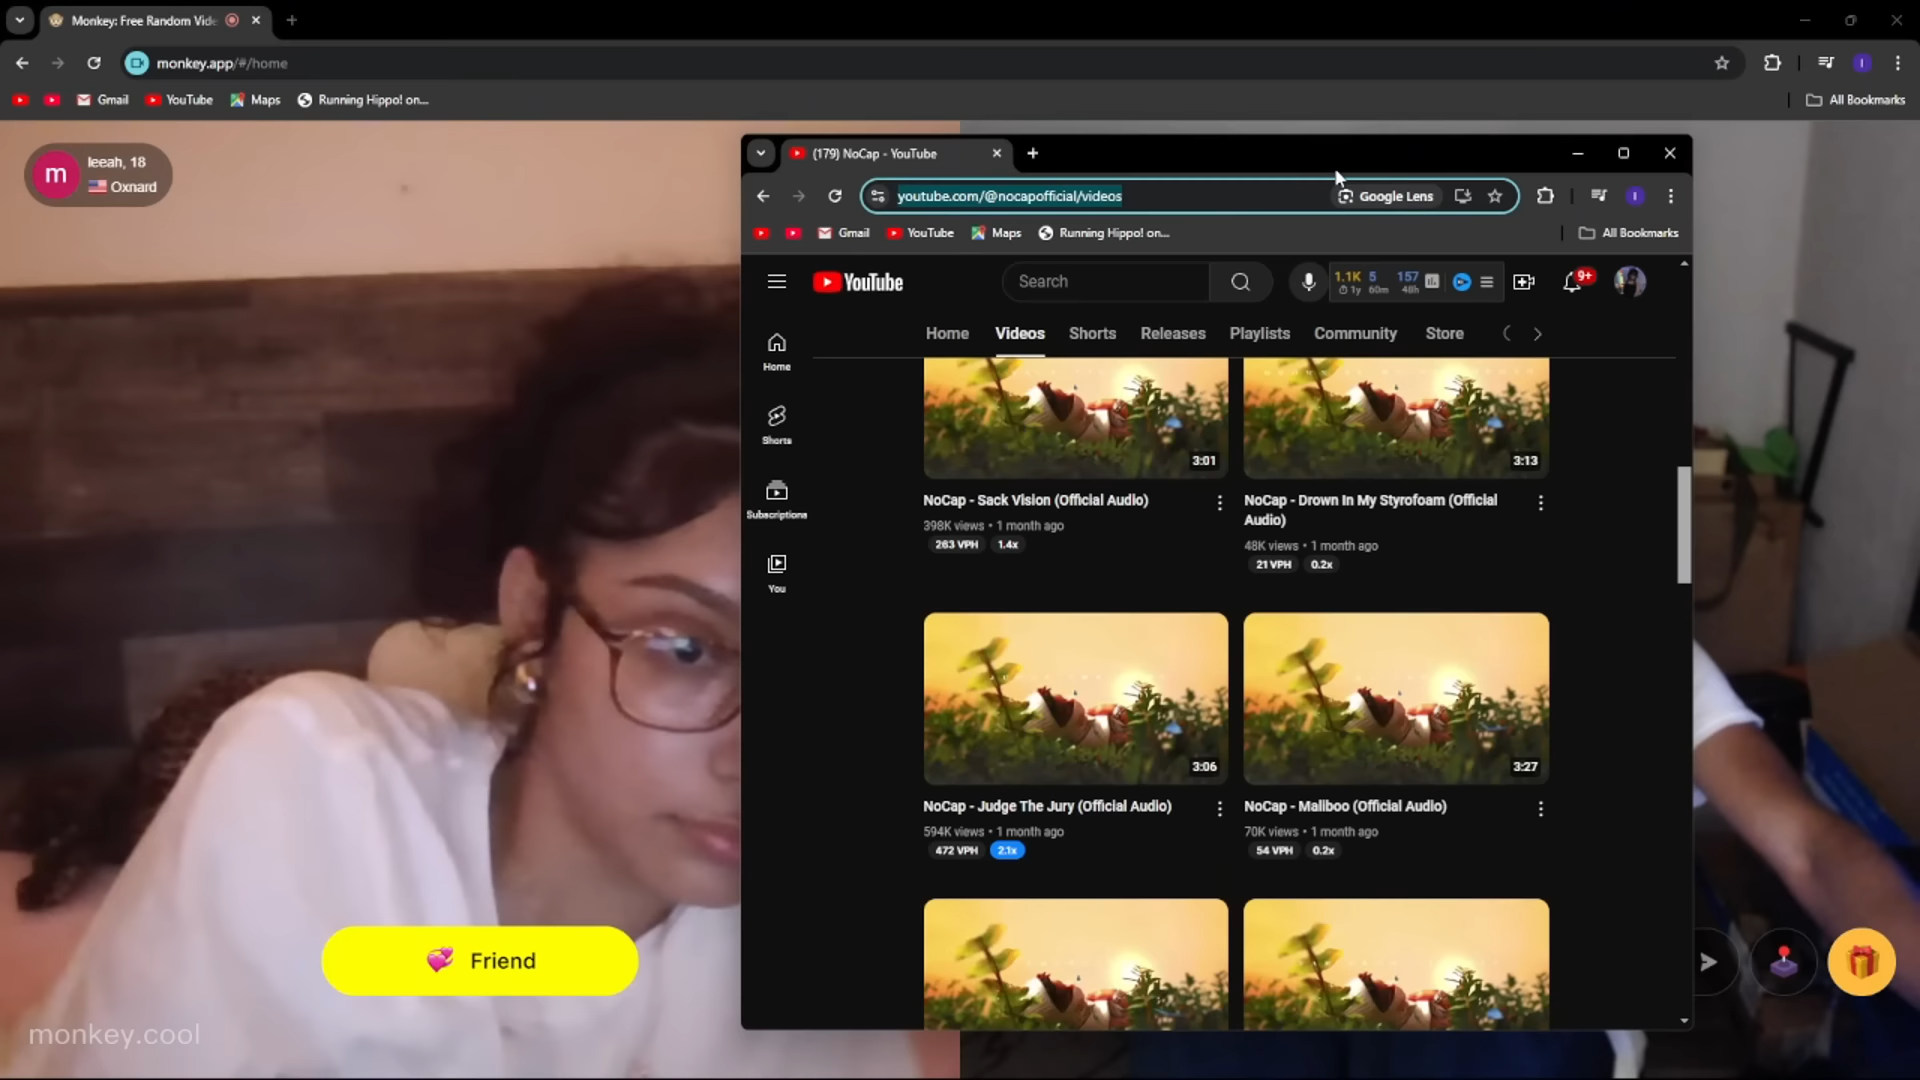 Monkey: Free Random Vide
monkey.app/#/home
Gmail
YouTube
Maps
Running Hippo! on...
All Bookmarks
m
leeah, 18
Oxnard
(179) NoCap - YouTube
youtube.com/@nocapofficial/videos
Google Lens
I
Gmail
YouTube
Maps
Running Hippo! on...
All Bookmarks
YouTube
Search
1.1K 5 157
1y 60m 48h
9+
Home
Videos
Shorts
Releases
Playlists
Community
Store
Home
Shorts
Subscriptions
You
3:01
3:13
NoCap - Sack Vision (Official Audio)
398K views • 1 month ago
263 VPH 1.4x
NoCap - Drown In My Styrofoam (Official
Audio)
48K views • 1 month ago
21 VPH 0.2x
3:06
3:27
NoCap - Judge The Jury (Official Audio)
594K views • 1 month ago
472 VPH 2.1x
NoCap - Maliboo (Official Audio)
70K views • 1 month ago
54 VPH 0.2x
Friend
monkey.cool